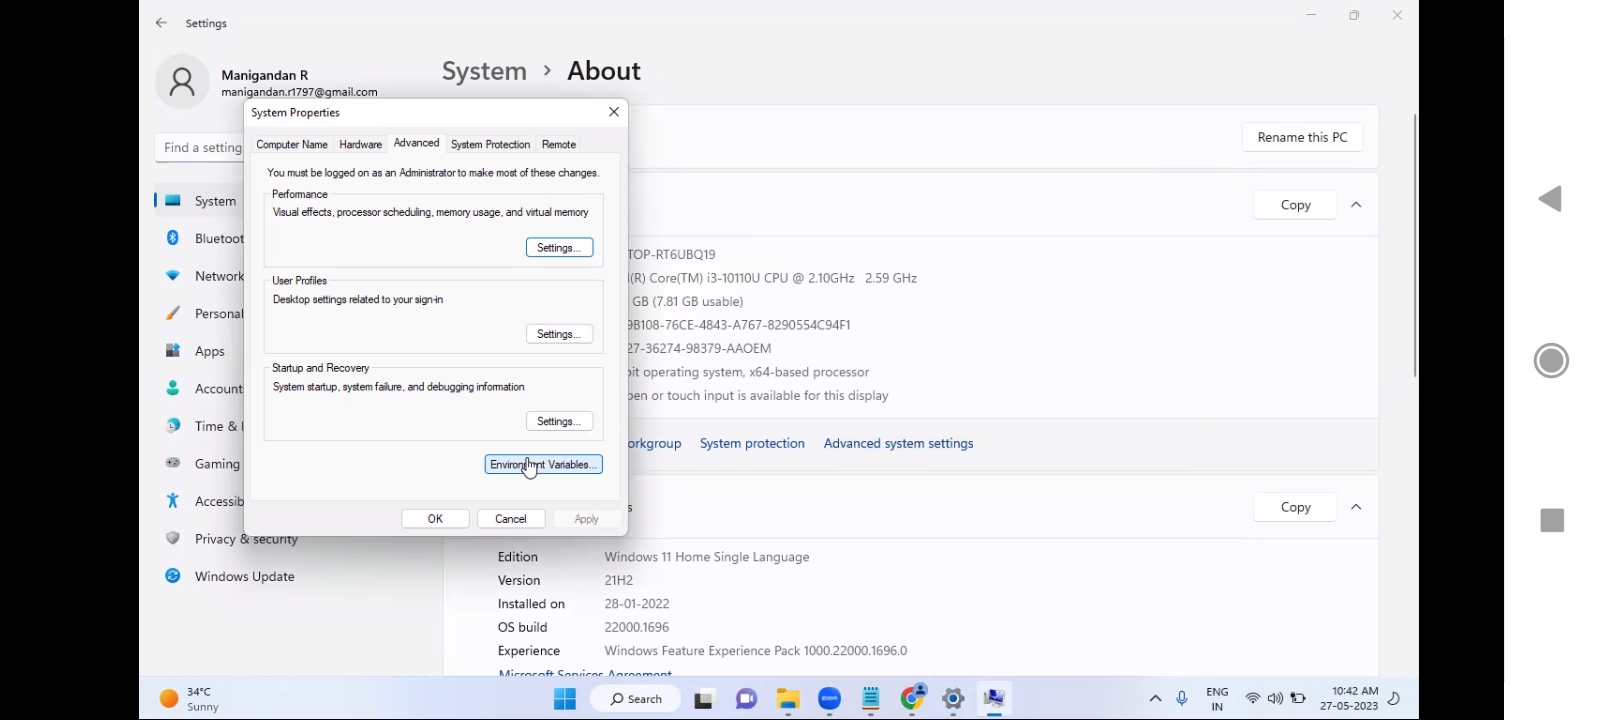 Settings
Manigandan R
manigandan.r1797@gmail.com
System > About
System Properties
Computer Name Hardware Advanced System Protection Remote
Find a setting
Rename this PC
You must be logged on as an Administrator to make most of these changes.
Performance
Visual effects, processor scheduling, memory usage, and virtual memory
Settings...
System
Copy
Bluetoot
TOP-RT6UBQ19
Network
(R) Core(TM) i3-10110U CPU @ 2.10GHz 2.59 GHz
User Profiles
Desktop settings related to your sign-in
GB (7.81 GB usable)
Personal
9B108-76CE-4843-A767-8290554C94F1
Settings...
Apps
27-36274-98379-AAOEM
Startup and Recovery
it operating system, x64-based processor
System startup, system failure, and debugging information
Account
en or touch input is available for this display
Settings...
Time &
orkgroup System protection Advanced system settings
Gaming
Environment Variables...
Accessib
s
Copy
OK Cancel Apply
Privacy & security
Edition Windows 11 Home Single Language
Windows Update
Version 21H2
Installed on 28-01-2022
OS build 22000.1696
Experience Windows Feature Experience Pack 1000.22000.1696.0
Microsoft Services Agreement
34°C
Sunny
Search
zoom
ENG
IN
10:42 AM
27-05-2023